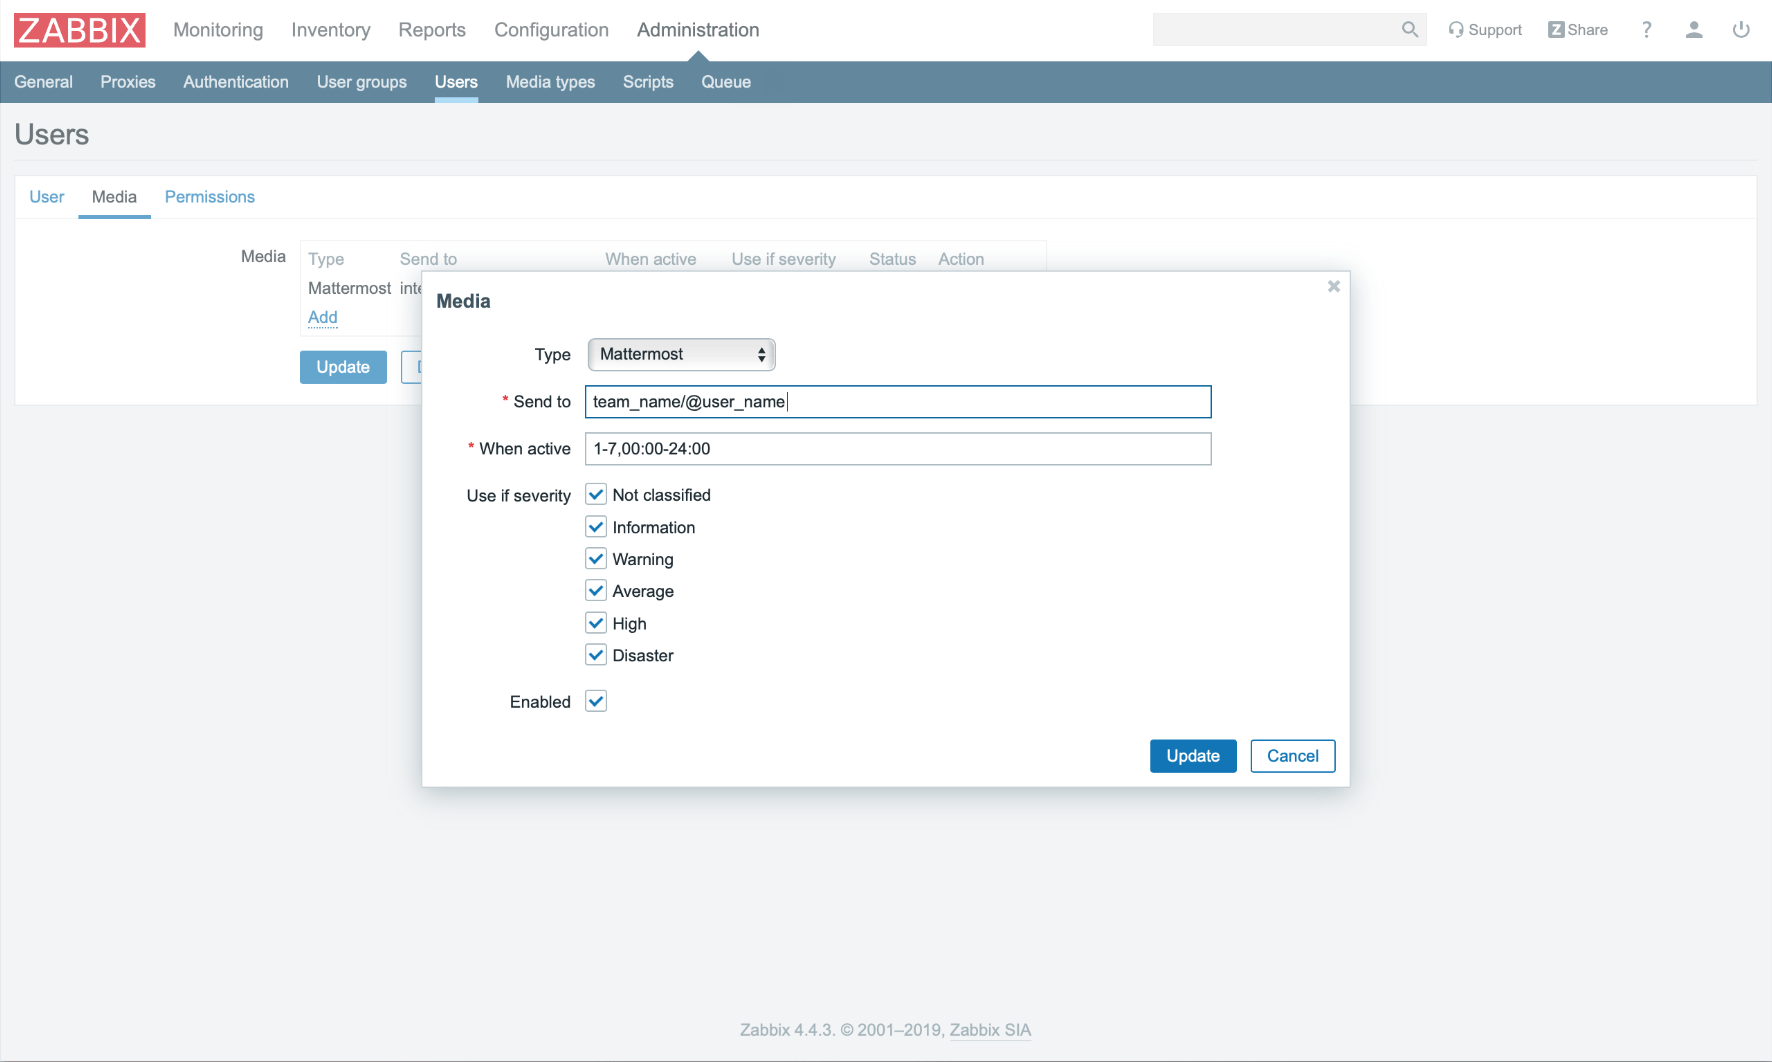 ZABBIX Monitoring Inventory Reports Configuration Administration Support Z Share ?
General Proxies Authentication User groups Users Media types Scripts Queue
Users
User Media Permissions
Media Type Send to When active Use if severity Status Action
Mattermost inte
Add
Update
Media
Type Mattermost
* Send to team_name/@user_name
* When active 1-7,00:00-24:00
Use if severity Not classified
Information
Warning
Average
High
Disaster
Enabled
Update Cancel
Zabbix 4.4.3. © 2001–2019, Zabbix SIA